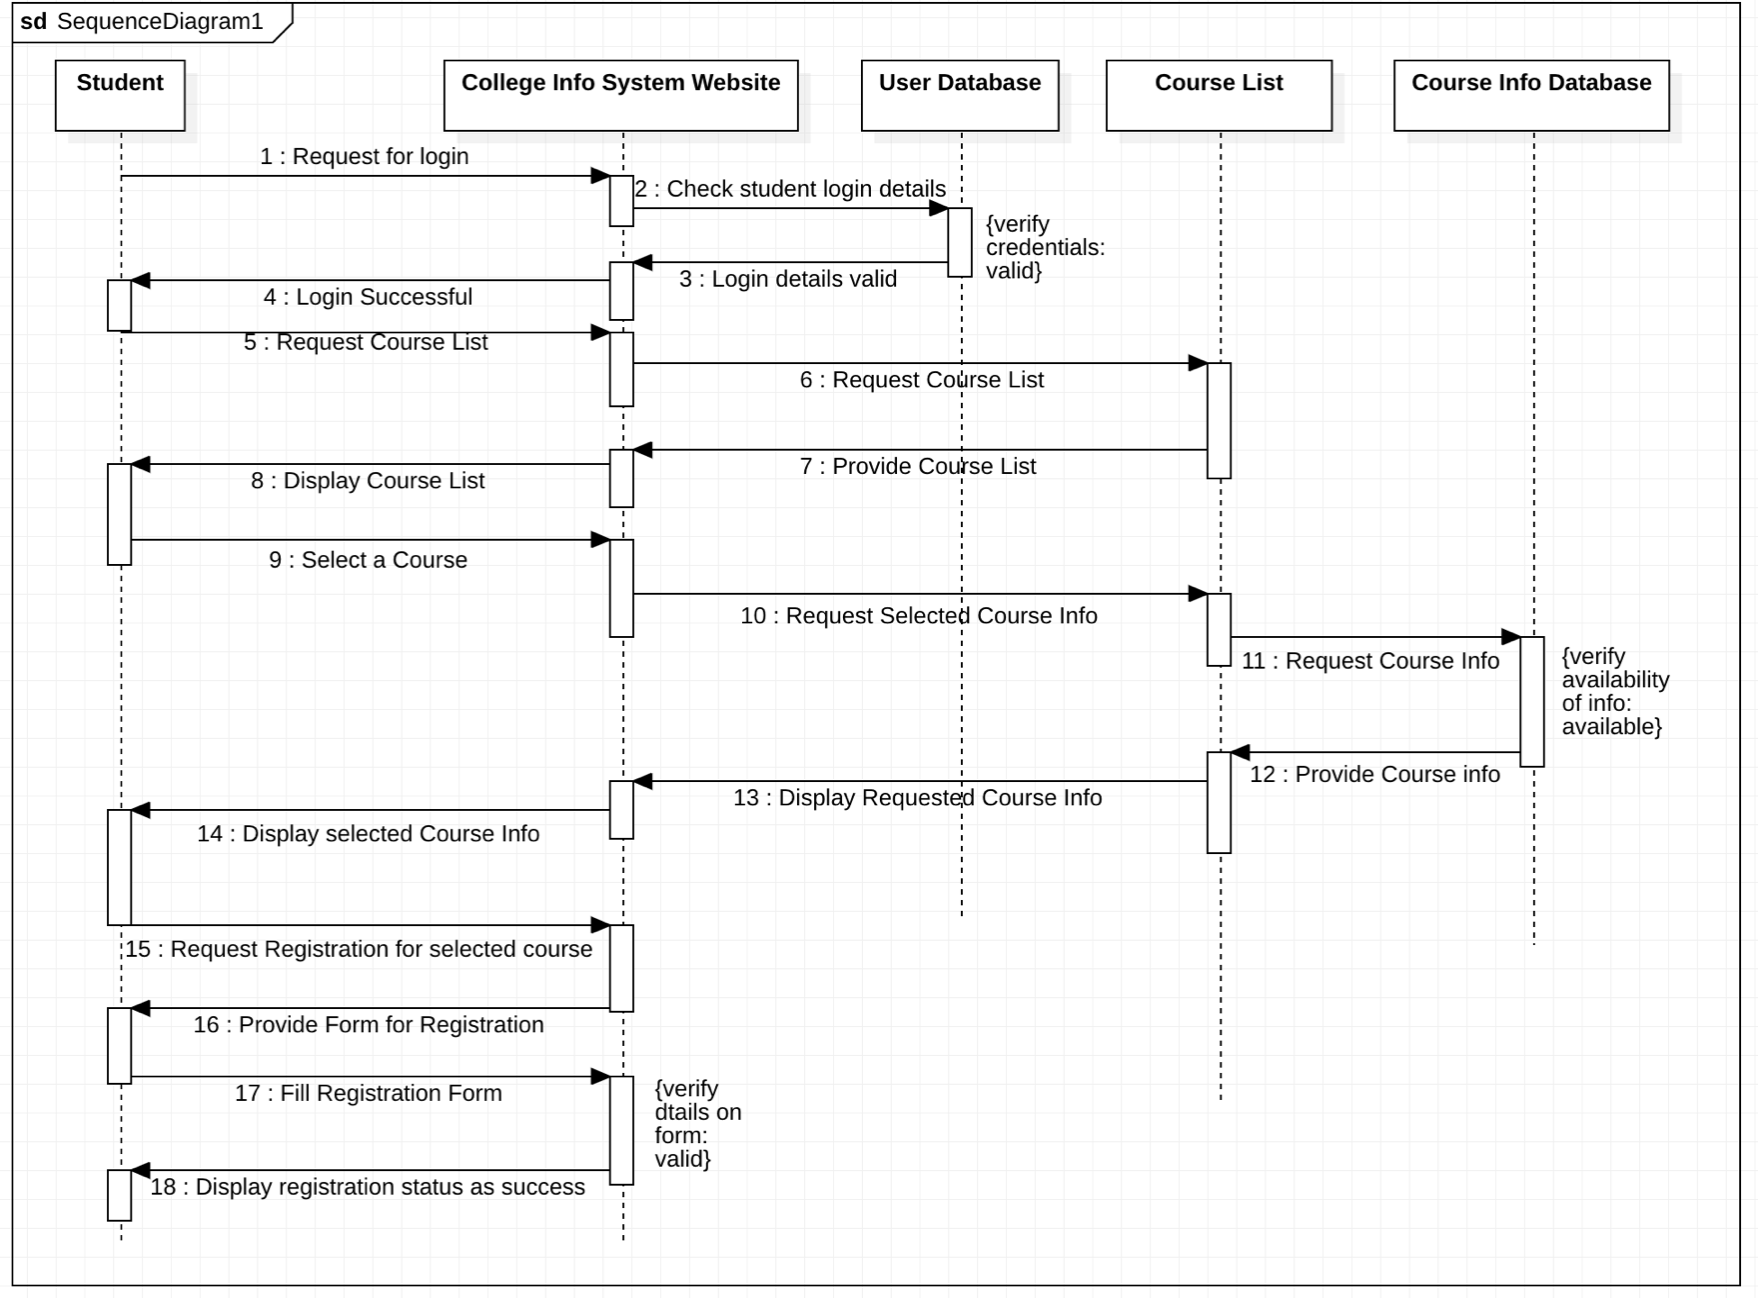 sd SequenceDiagram1
Student
College Info System Website
User Database
Course List
Course Info Database
1 : Request for login
2 : Check student login details
{verify
credentials:
valid}
3 : Login details valid
4 : Login Successful
5 : Request Course List
6 : Request Course List
7 : Provide Course List
8 : Display Course List
9 : Select a Course
10 : Request Selected Course Info
11 : Request Course Info
{verify
availability
of info:
available}
12 : Provide Course info
13 : Display Requested Course Info
14 : Display selected Course Info
15 : Request Registration for selected course
16 : Provide Form for Registration
17 : Fill Registration Form
{verify
dtails on
form:
valid}
18 : Display registration status as success